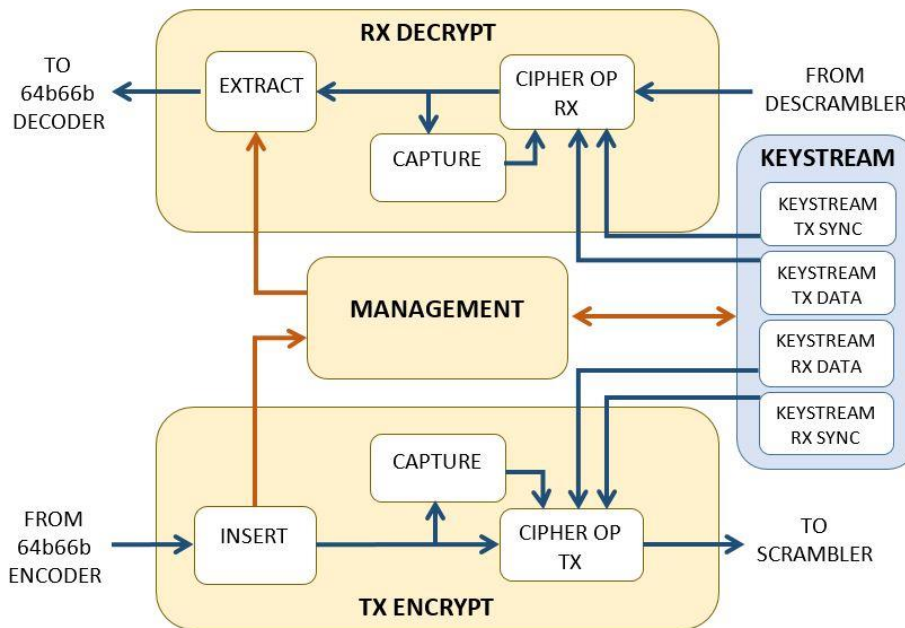 RX DECRYPT
TO
64b66b
DECODER
EXTRACT
CIPHER OP
RX
FROM
DESCRAMBLER
CAPTURE
KEYSTREAM
KEYSTREAM
TX SYNC
KEYSTREAM
TX DATA
MANAGEMENT
KEYSTREAM
RX DATA
KEYSTREAM
RX SYNC
CAPTURE
FROM
64b66b
ENCODER
INSERT
CIPHER OP
TX
TO
SCRAMBLER
TX ENCRYPT